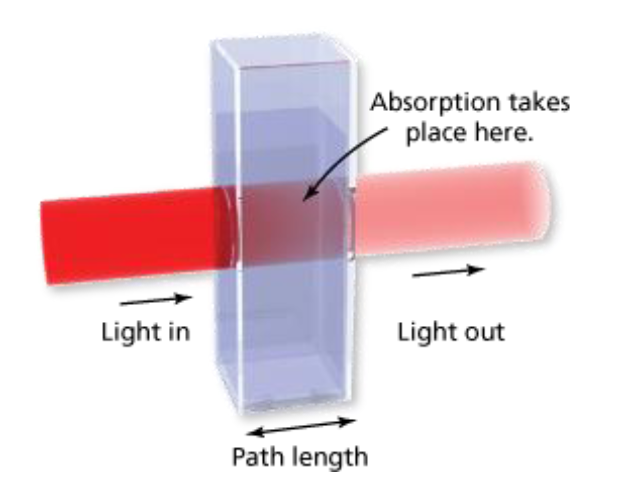 Absorption takes
place here.
Light in
Light out
Path length